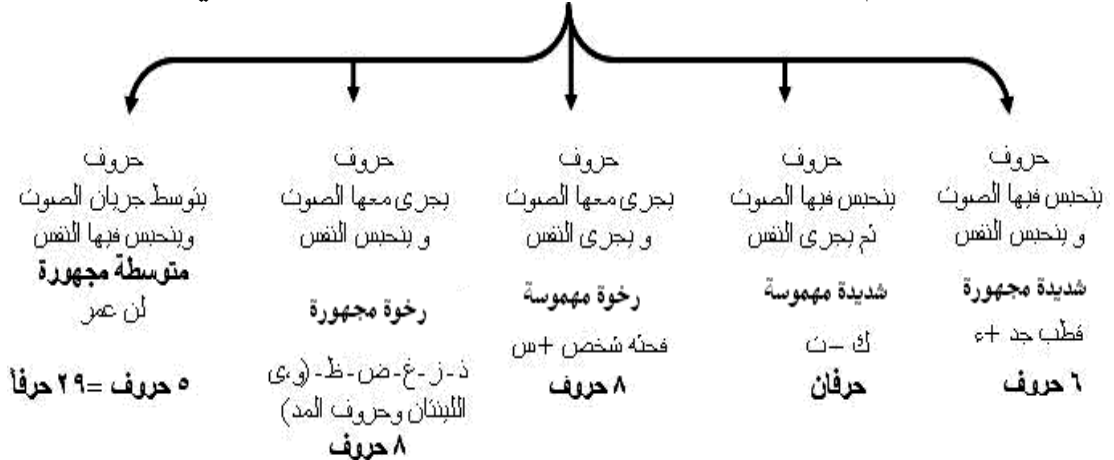 حروف
ينحبس فيها الصوت
و ينحبس النفس
شديدة مجهورة
قطب جد +ء
٦ حروف
حروف
ينحبس فيها الصوت
ثم يجرى النفس
شديدة مهموسة
ك –ت
حرفان
حروف
يجرى معها الصوت
و يجرى النفس
رخوة مهموسة
فحثه شخص +س
٨ حروف
حروف
يجرى معها الصوت
و ينحبس النفس
رخوة مجهورة
ذ-ز-غ-ض-ظ-(و،ى
اللينتان وحروف المد)
٨ حروف
حروف
يتوسط جريان الصوت
وينحبس فيها النفس
متوسطة مجهورة
لن عمر
٥ حروف =٢٩ حرفاً